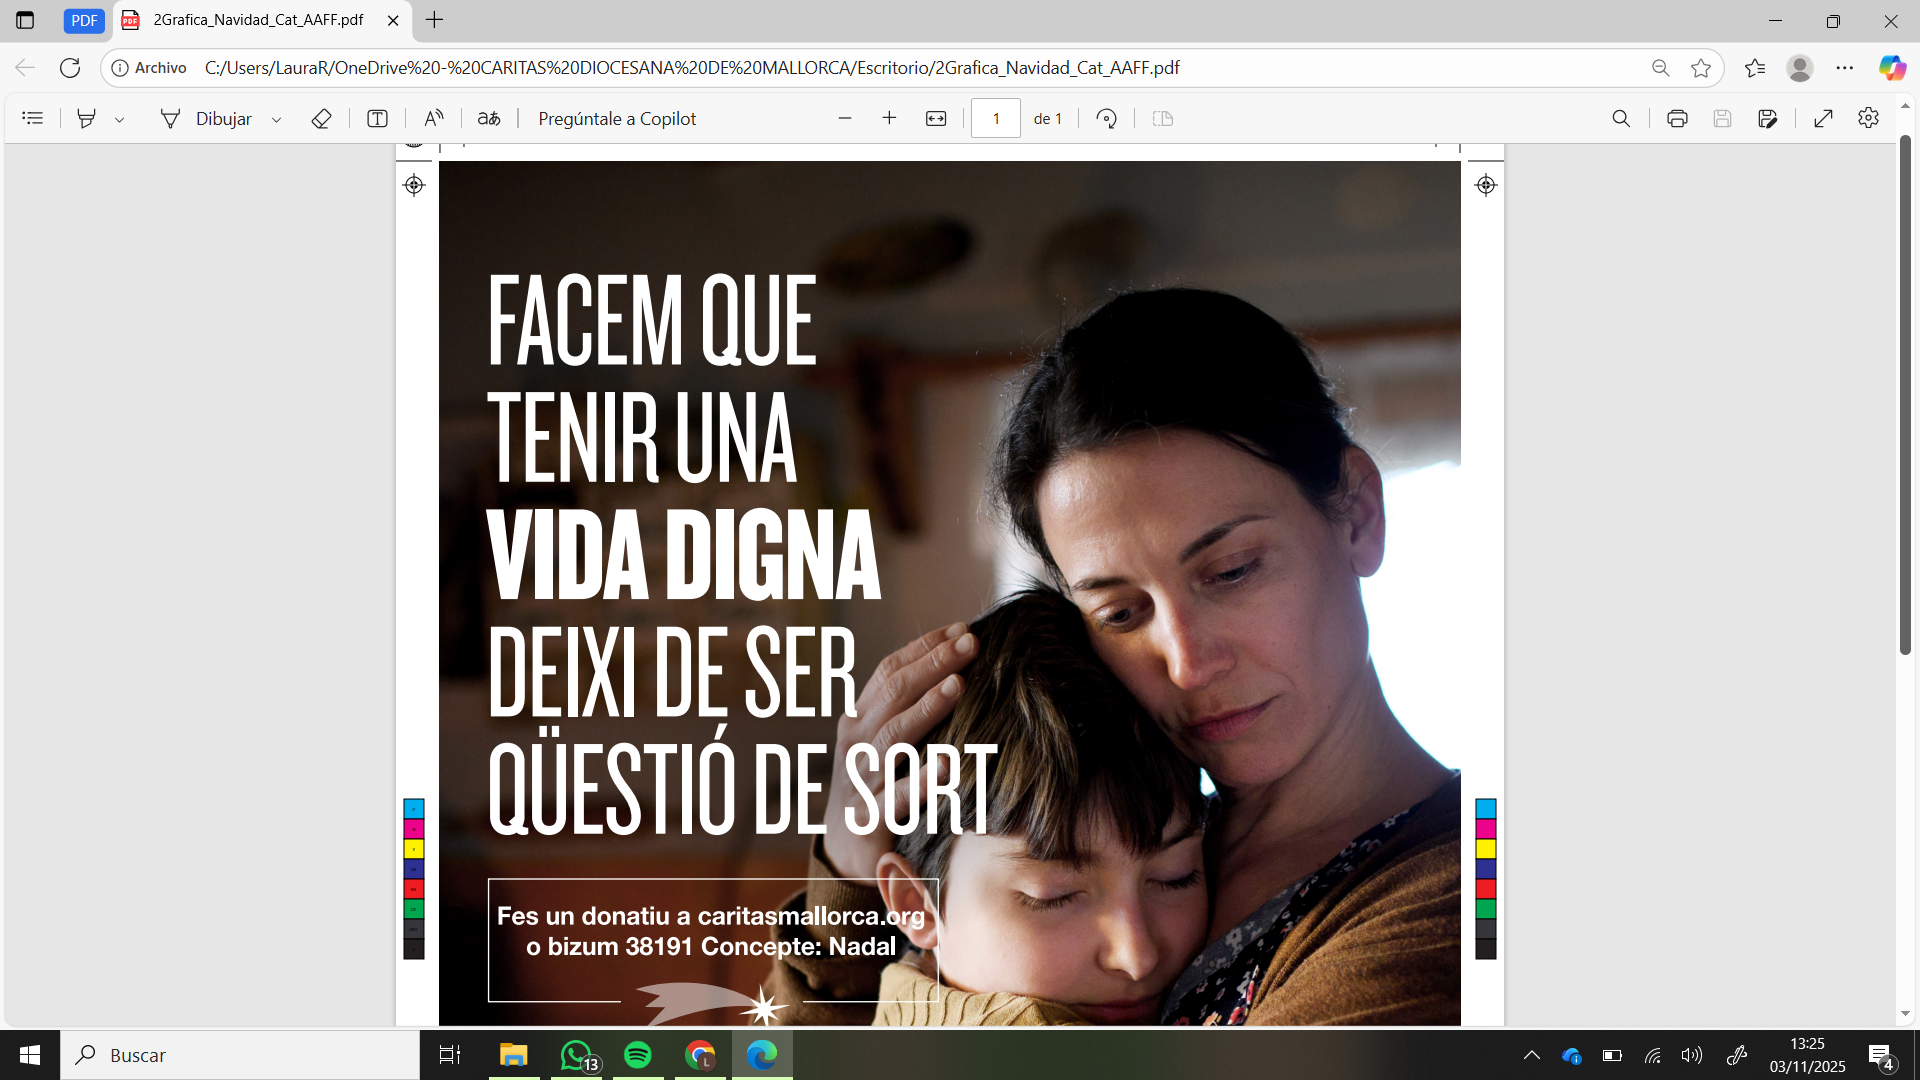 PDF
2Grafica_Navidad_Cat_AAFF.pdf
Archivo
C:/Users/LauraR/OneDrive%20-%20CARITAS%20DIOCESANA%20DE%20MALLORCA/Escritorio/2Grafica_Navidad_Cat_AAFF.pdf
Dibujar
Pregúntale a Copilot
1 de 1
FACEM QUE
TENIR UNA
VIDA DIGNA
DEIXI DE SER
QÜESTIÓ DE SORT
Fes un donatiu a caritasmallorca.org
o bizum 38191 Concepte: Nadal
Buscar
13
L
13:25
03/11/2025
4